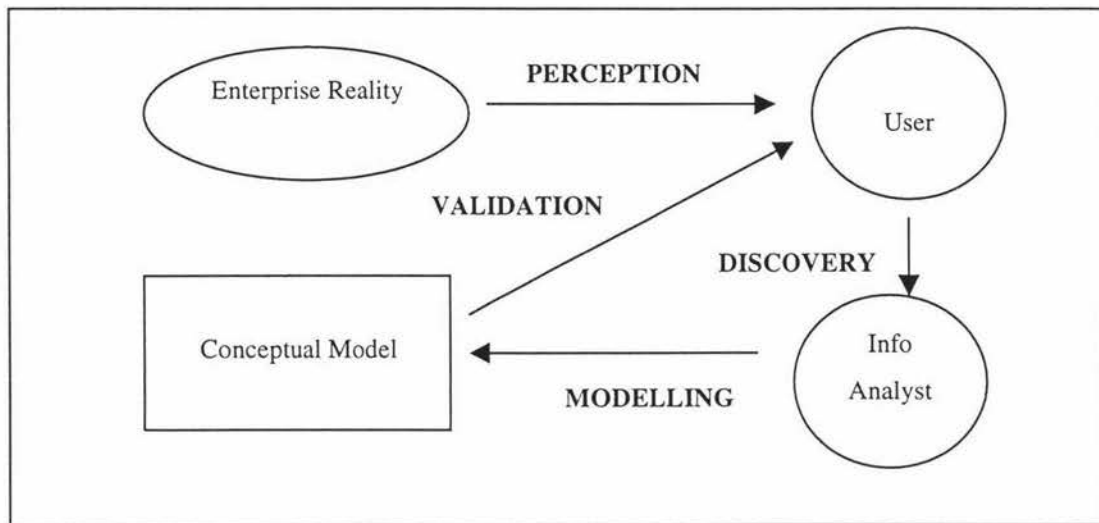 Enterprise Reality
PERCEPTION
User
VALIDATION
DISCOVERY
Conceptual Model
Info
Analyst
MODELLING